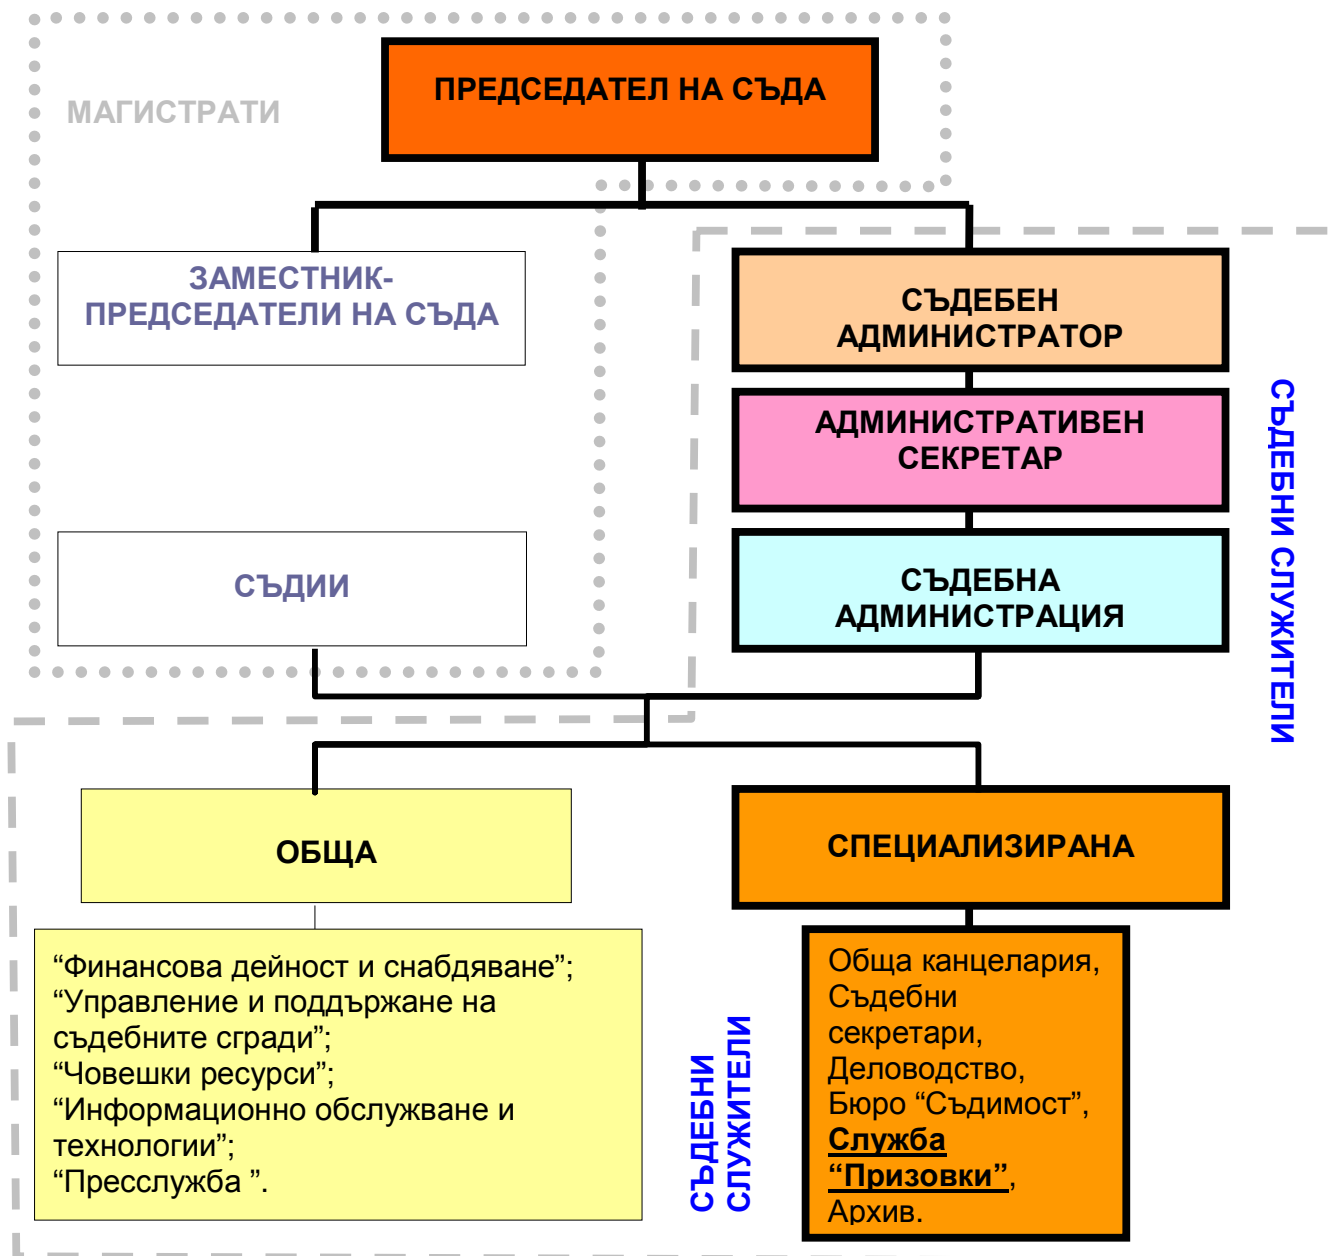 ПРЕДСЕДАТЕЛ НА СЪДА
МАГИСТРАТИ
ЗАМЕСТНИК-
ПРЕДСЕДАТЕЛИ НА СЪДА
СЪДЕБЕН
АДМИНИСТРАТОР
АДМИНИСТРАТИВЕН
СЕКРЕТАР
СЪДИИ
СЪДЕБНА
АДМИНИСТРАЦИЯ
СЪДЕБНИ СЛУЖИТЕЛИ
ОБЩА
СПЕЦИАЛИЗИРАНА
“Финансова дейност и снабдяване”;
“Управление и поддържане на
съдебните сгради”;
“Човешки ресурси”;
“Информационно обслужване и
технологии”;
“Пресслужба ”.
СЪДЕБНИ
СЛУЖИТЕЛИ
Обща канцелария,
Съдебни
секретари,
Деловодство,
Бюро “Съдимост”,
Служба
“Призовки”,
Архив.